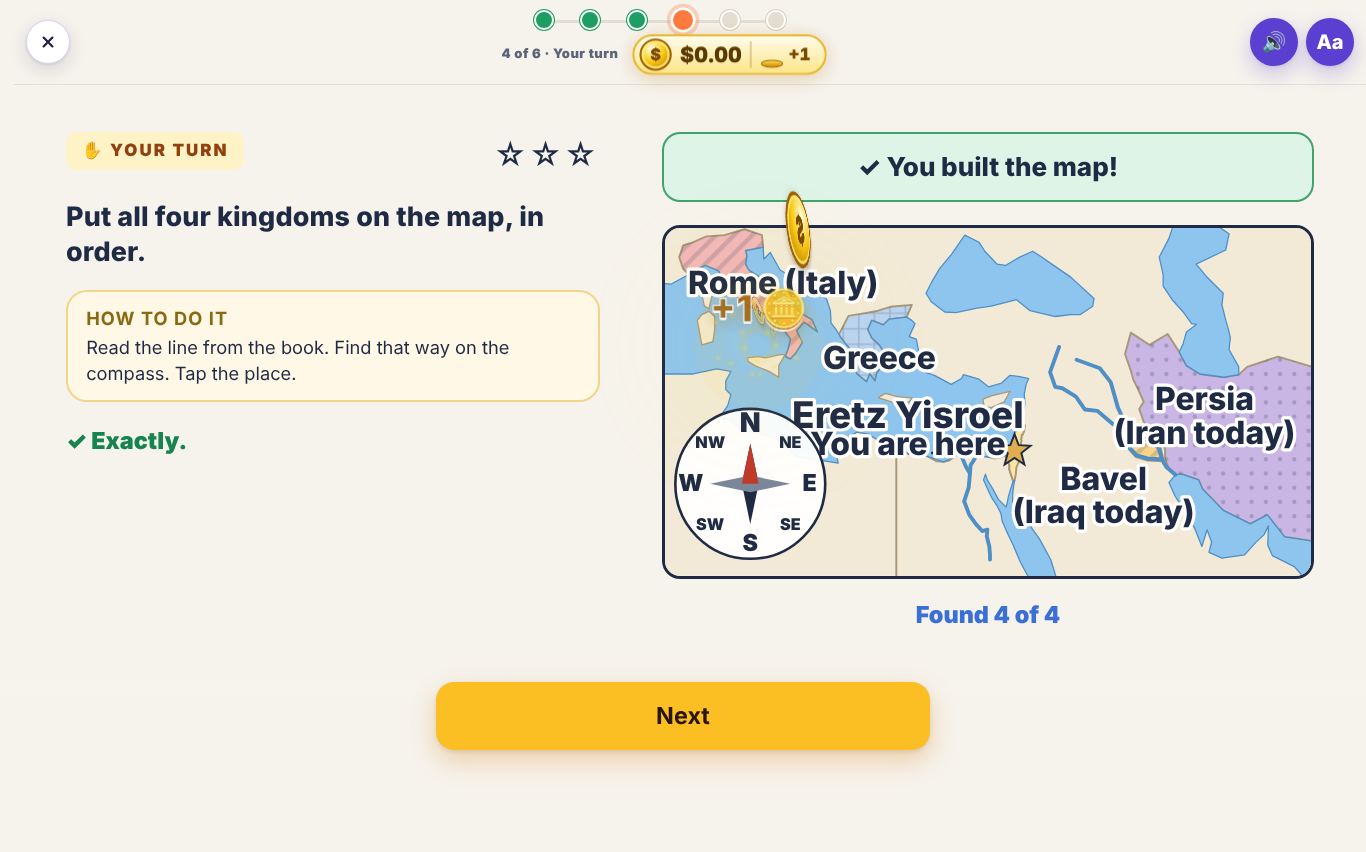 4 of 6 · Your turn
$ $0.00 +1
Aa
YOUR TURN
Put all four kingdoms on the map, in
order.
HOW TO DO IT
Read the line from the book. Find that way on the
compass. Tap the place.
✓ Exactly.
✓ You built the map!
Rome (Italy)
+1
Greece
Eretz Yisroel
You are here
Persia
(Iran today)
Bavel
(Iraq today)
N
NW NE
W E
SW SE
S
Found 4 of 4
Next